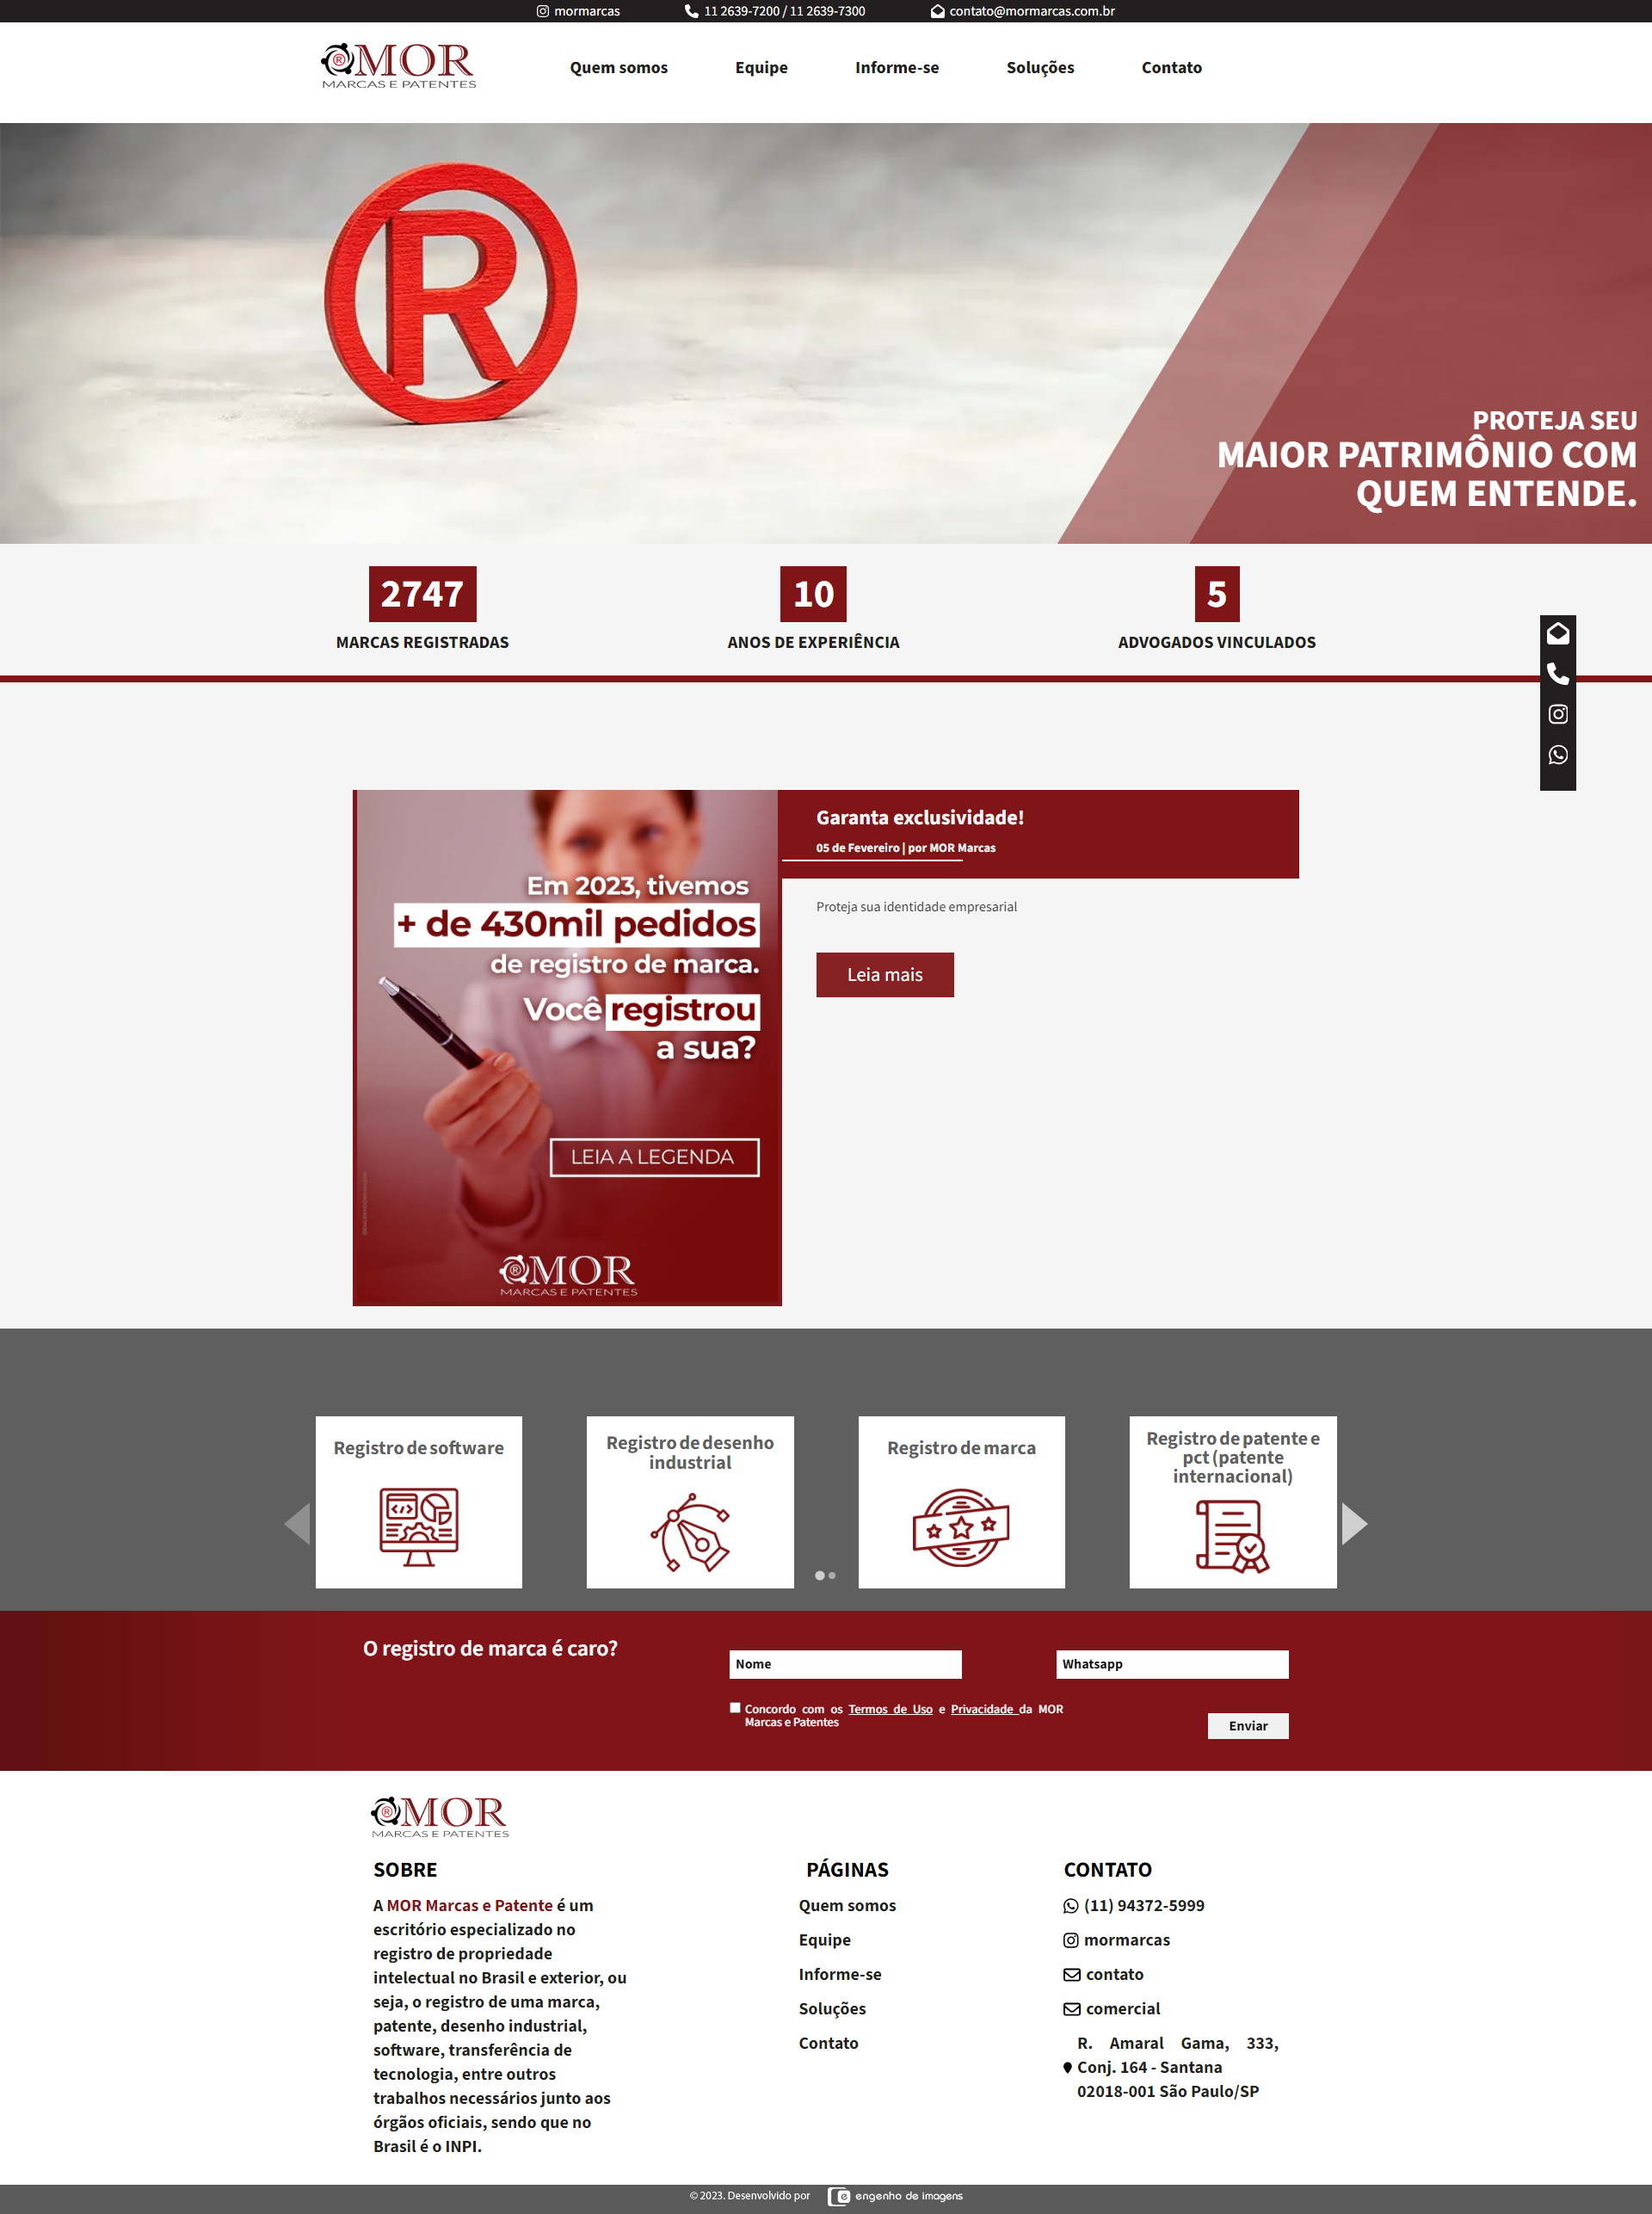 mormarcas
11 2639-7200 / 11 2639-7300
contato@mormarcas.com.br
MOR
MARCAS E PATENTES
Quem somos
Equipe
Informe-se
Soluções
Contato
R
PROTEJA SEU
MAIOR PATRIMÔNIO COM
QUEM ENTENDE.
2747
MARCAS REGISTRADAS
10
ANOS DE EXPERIÊNCIA
5
ADVOGADOS VINCULADOS
Em 2023, tivemos
+ de 430mil pedidos
de registro de marca.
Você registrou
a sua?
LEIA A LEGENDA
MOR
MARCAS E PATENTES
Garanta exclusividade!
05 de Fevereiro | por MOR Marcas
Proteja sua identidade empresarial
Leia mais
Registro de software
Registro de desenho
industrial
Registro de marca
Registro de patente e
pct (patente
internacional)
O registro de marca é caro?
Nome
Whatsapp
Concordo com os Termos de Uso e Privacidade da MOR
Marcas e Patentes
Enviar
MOR
MARCAS E PATENTES
SOBRE
A MOR Marcas e Patente é um
escritório especializado no
registro de propriedade
intelectual no Brasil e exterior, ou
seja, o registro de uma marca,
patente, desenho industrial,
software, transferência de
tecnologia, entre outros
trabalhos necessários junto aos
órgãos oficiais, sendo que no
Brasil é o INPI.
PÁGINAS
Quem somos
Equipe
Informe-se
Soluções
Contato
CONTATO
(11) 94372-5999
mormarcas
contato
comercial
R. Amaral Gama, 333,
Conj. 164 - Santana
02018-001 São Paulo/SP
© 2023. Desenvolvido por
engenho de imagens